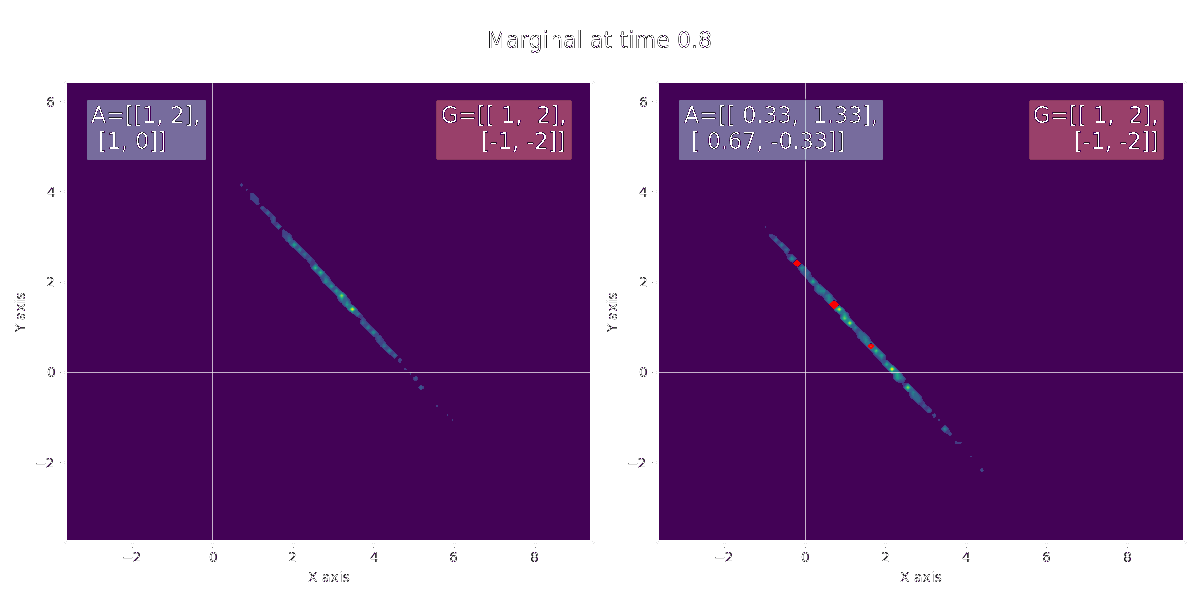 Marginal at time 0.8
A=[[1, 2],
[1, 0]]
G=[[ 1, 2],
[-1, -2]]
6
4
2
0
−2
Y axis
−2
0
2
4
6
8
X axis
A=[[ 0.33, 1.33],
[ 0.67, -0.33]]
G=[[ 1, 2],
[-1, -2]]
6
4
2
0
−2
Y axis
−2
0
2
4
6
8
X axis